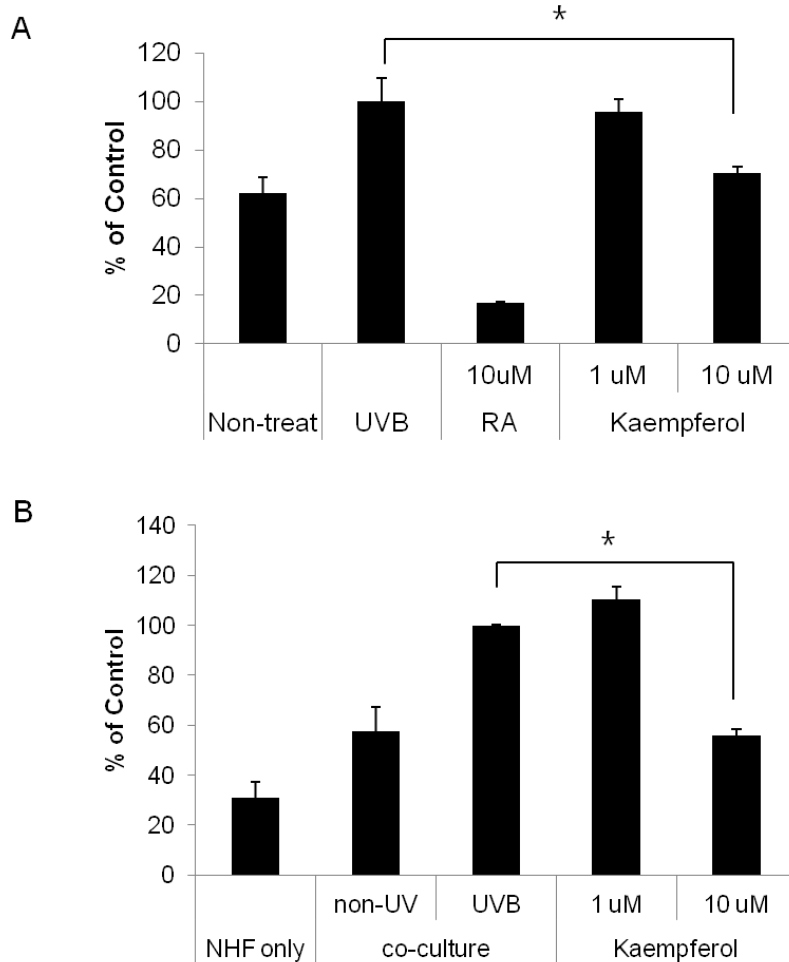 A
*
120
100
80
60
40
20
0
% of Control
10uM 1 uM 10 uM
Non-treat UVB RA Kaempferol
B
*
140
120
100
80
60
40
20
0
% of Control
non-UV UVB 1 uM 10 uM
NHF only co-culture Kaempferol